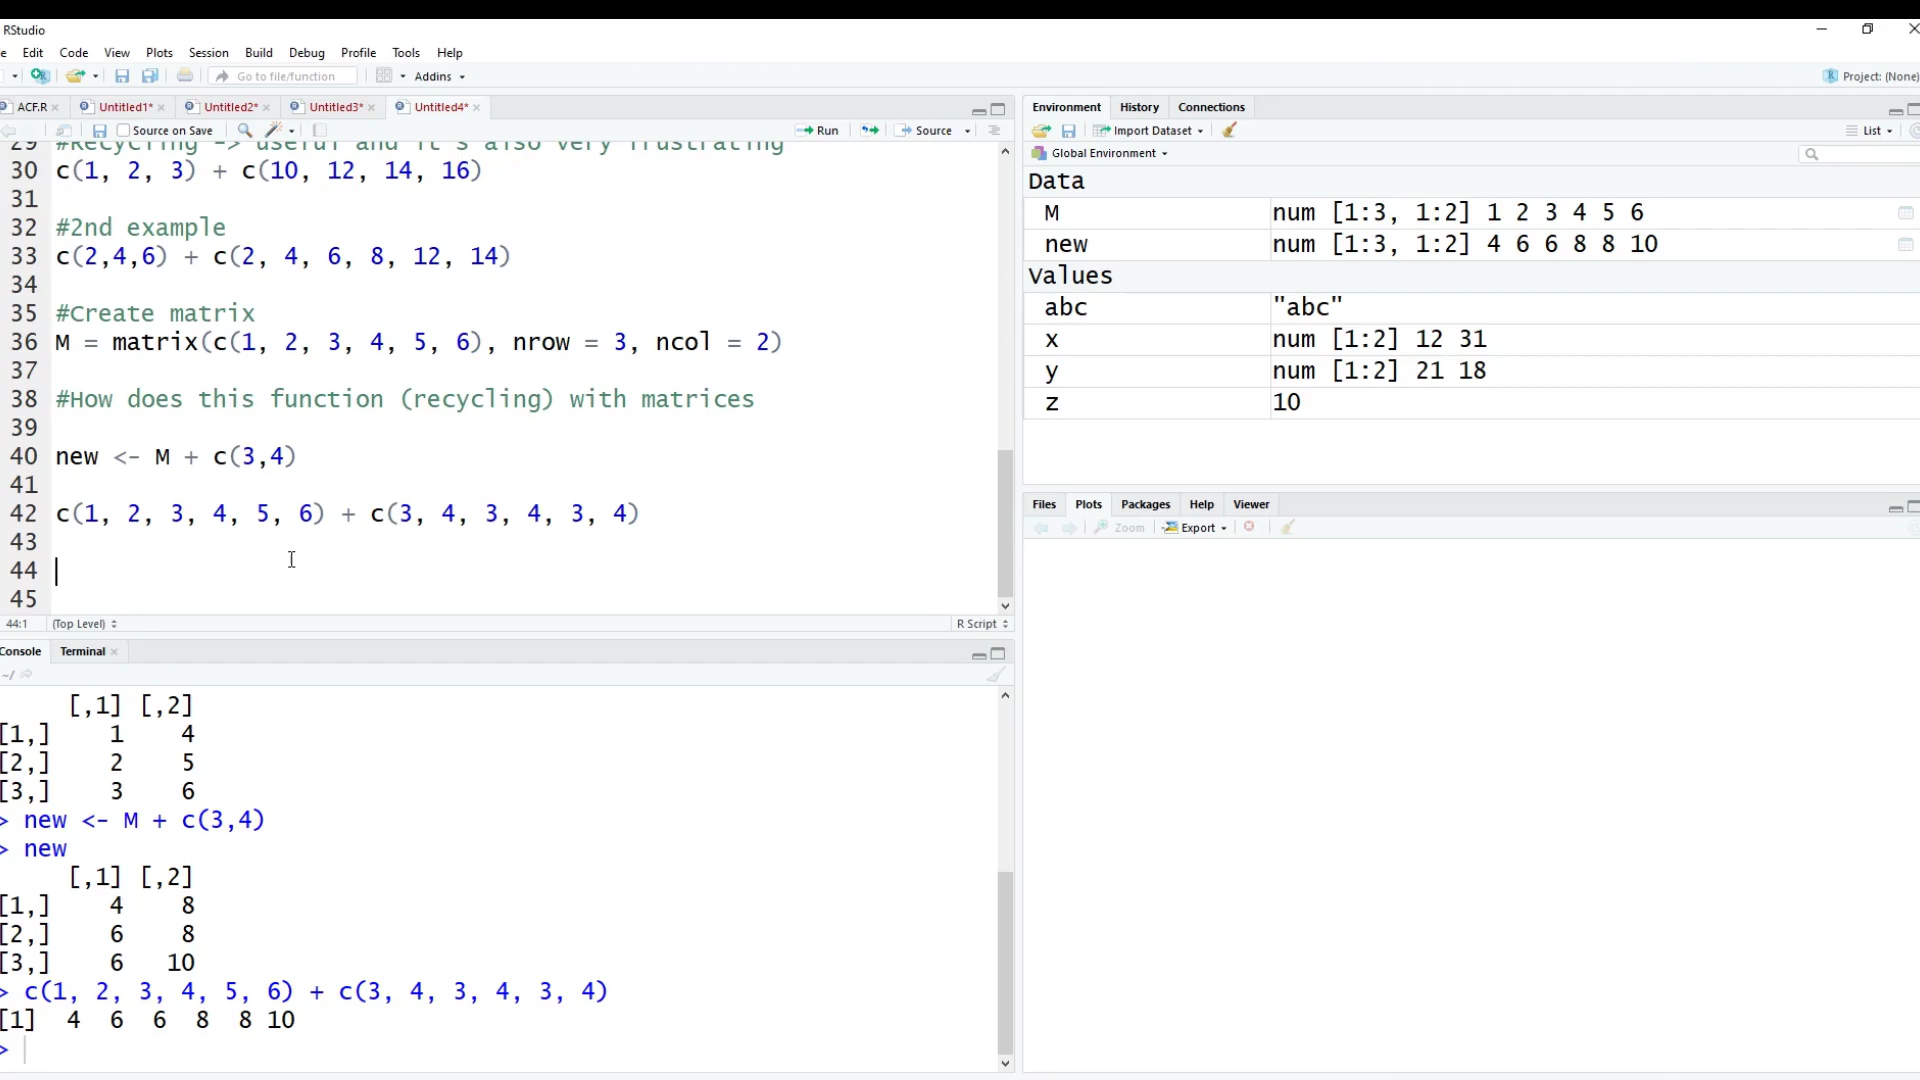 RStudio
e Edit Code View Plots Session Build Debug Profile Tools Help
Go to file/function Addins
Project: (None)
ACF.R Untitled1* Untitled2* Untitled3* Untitled4*
Source on Save Run Source
29 #Recycling -> useful and it's also very frustrating
30 c(1, 2, 3) + c(10, 12, 14, 16)
31
32 #2nd example
33 c(2,4,6) + c(2, 4, 6, 8, 12, 14)
34
35 #Create matrix
36 M = matrix(c(1, 2, 3, 4, 5, 6), nrow = 3, ncol = 2)
37
38 #How does this function (recycling) with matrices
39
40 new <- M + c(3,4)
41
42 c(1, 2, 3, 4, 5, 6) + c(3, 4, 3, 4, 3, 4)
43
44
45
44:1 (Top Level) R Script
Console Terminal
~/
[,1] [,2]
[1,] 1 4
[2,] 2 5
[3,] 3 6
> new <- M + c(3,4)
> new
[,1] [,2]
[1,] 4 8
[2,] 6 8
[3,] 6 10
> c(1, 2, 3, 4, 5, 6) + c(3, 4, 3, 4, 3, 4)
[1] 4 6 6 8 8 10
>
Environment History Connections
Import Dataset List
Global Environment
Data
M num [1:3, 1:2] 1 2 3 4 5 6
new num [1:3, 1:2] 4 6 6 8 8 10
Values
abc "abc"
x num [1:2] 12 31
y num [1:2] 21 18
z 10
Files Plots Packages Help Viewer
Zoom Export